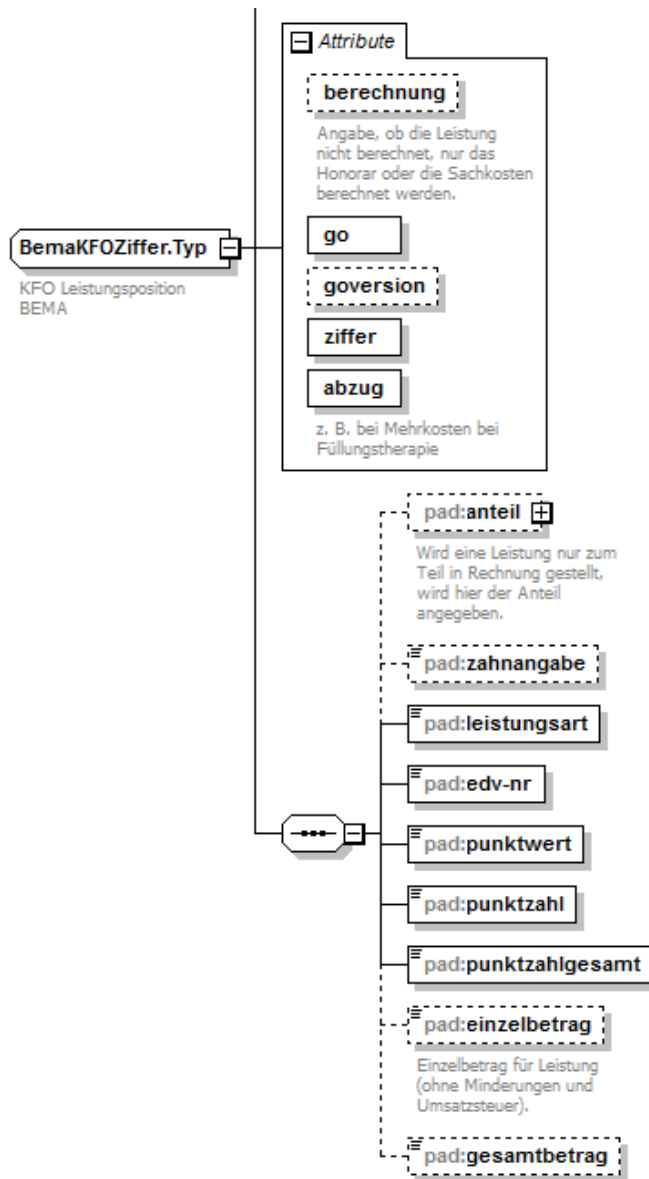 Attribute
berechnung
Angabe, ob die Leistung
nicht berechnet, nur das
Honorar oder die Sachkosten
berechnet werden.
BemaKFOZiffer.Typ
KFO Leistungsposition
BEMA
go
goversion
ziffer
abzug
z. B. bei Mehrkosten bei
Füllungstherapie
pad:anteil
Wird eine Leistung nur zum
Teil in Rechnung gestellt,
wird hier der Anteil
angegeben.
pad:zahnangabe
pad:leistungsart
pad:edv-nr
pad:punktwert
pad:punktzahl
pad:punktzahlgesamt
pad:einzelbetrag
Einzelbetrag für Leistung
(ohne Minderungen und
Umsatzsteuer).
pad:gesamtbetrag